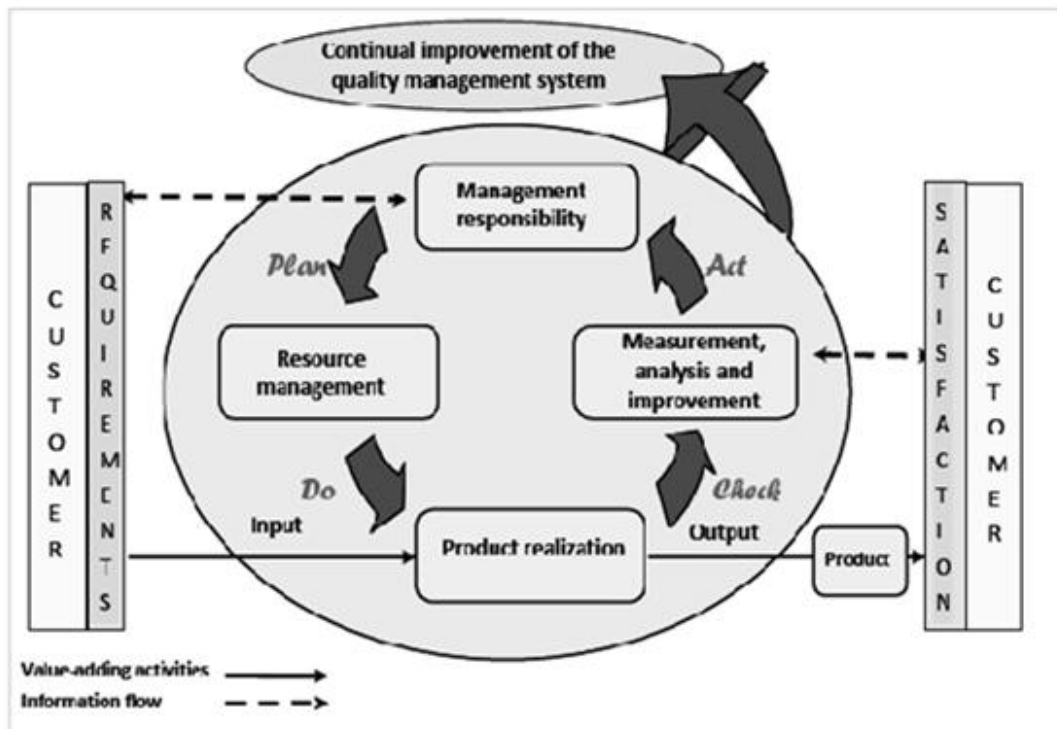 Continual improvement of the
quality management system
Management
responsibility
Plan
Act
Resource
management
Measurement,
analysis and
improvement
Do
Check
Input
Output
Product realization
Product
CUSTOMER
REQUIREMENTS
SATISFACTION
CUSTOMER
Value-adding activities
Information flow